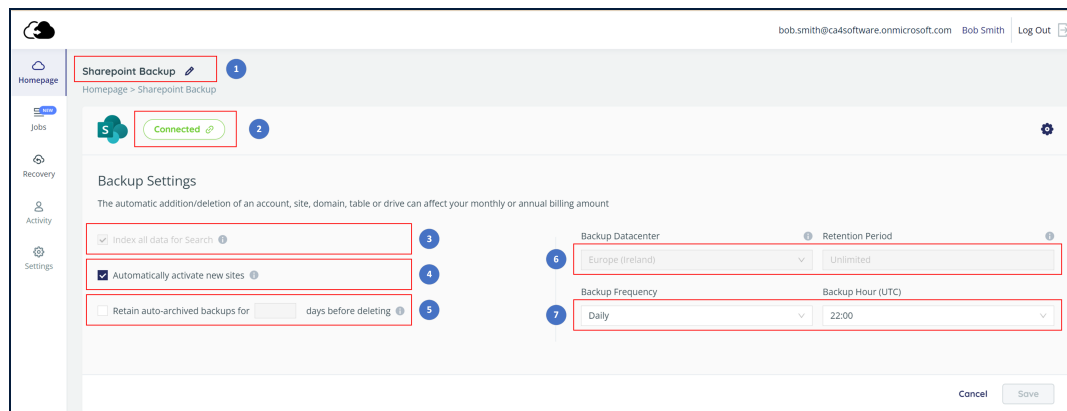 bob.smith@ca4software.onmicrosoft.com Bob Smith Log Out
Homepage
Sharepoint Backup 1
Homepage > Sharepoint Backup
new
Jobs
S Connected 2
Recovery
Backup Settings
The automatic addition/deletion of an account, site, domain, table or drive can affect your monthly or annual billing amount
Activity
Index all data for Search 3
Backup Datacenter Retention Period
Settings
6 Europe (Ireland) Unlimited
Automatically activate new sites 4
Backup Frequency Backup Hour (UTC)
Retain auto-archived backups for days before deleting 5
7 Daily 22:00
Cancel Save